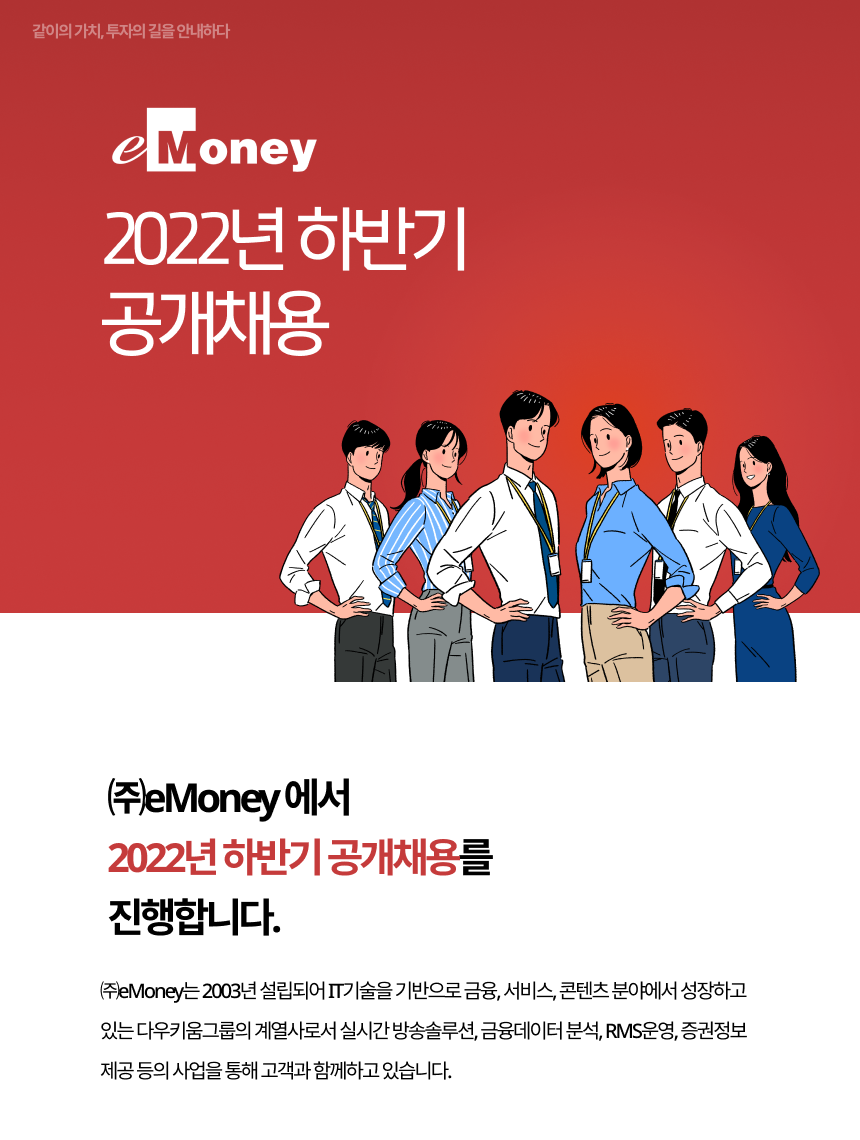 같이의 가치, 투자의 길을 안내하다
eMoney
2022년 하반기
공개채용
㈜eMoney 에서
2022년 하반기 공개채용를
진행합니다.
㈜eMoney는 2003년 설립되어 IT기술을 기반으로 금융, 서비스, 콘텐츠 분야에서 성장하고
있는 다우키움그룹의 계열사로서 실시간 방송솔루션, 금융데이터 분석, RMS운영, 증권정보
제공 등의 사업을 통해 고객과 함께하고 있습니다.